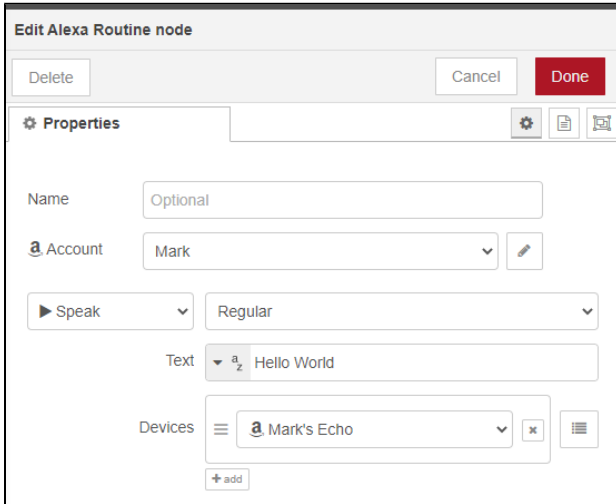 Edit Alexa Routine node
Delete Cancel Done
Properties
Name Optional
a Account Mark
Speak Regular
Text az Hello World
Devices a Mark's Echo
+ add